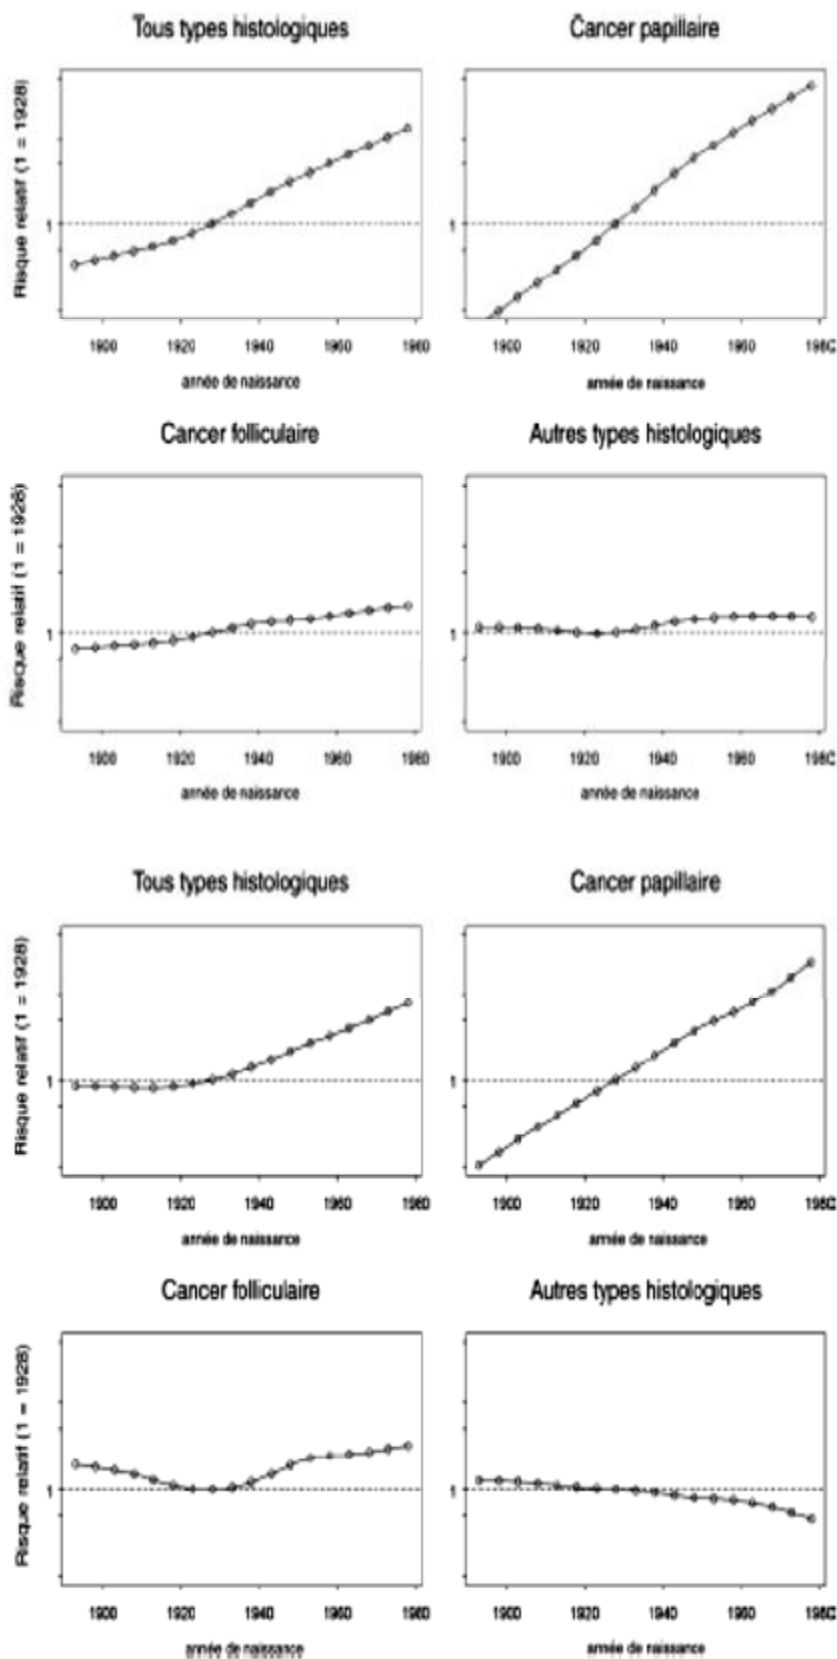 Tous types histologiques
Cancer papillaire
Risque relatif (1 = 1928)
1
1
1900 1920 1940 1960 1980
1900 1920 1940 1960 1980
année de naissance
année de naissance
Cancer folliculaire
Autres types histologiques
Risque relatif (1 = 1928)
1
1
1900 1920 1940 1960 1980
1900 1920 1940 1960 1980
année de naissance
année de naissance
Tous types histologiques
Cancer papillaire
Risque relatif (1 = 1928)
1
1
1900 1920 1940 1960 1980
1900 1920 1940 1960 1980
année de naissance
année de naissance
Cancer folliculaire
Autres types histologiques
Risque relatif (1 = 1928)
1
1
1900 1920 1940 1960 1980
1900 1920 1940 1960 1980
année de naissance
année de naissance